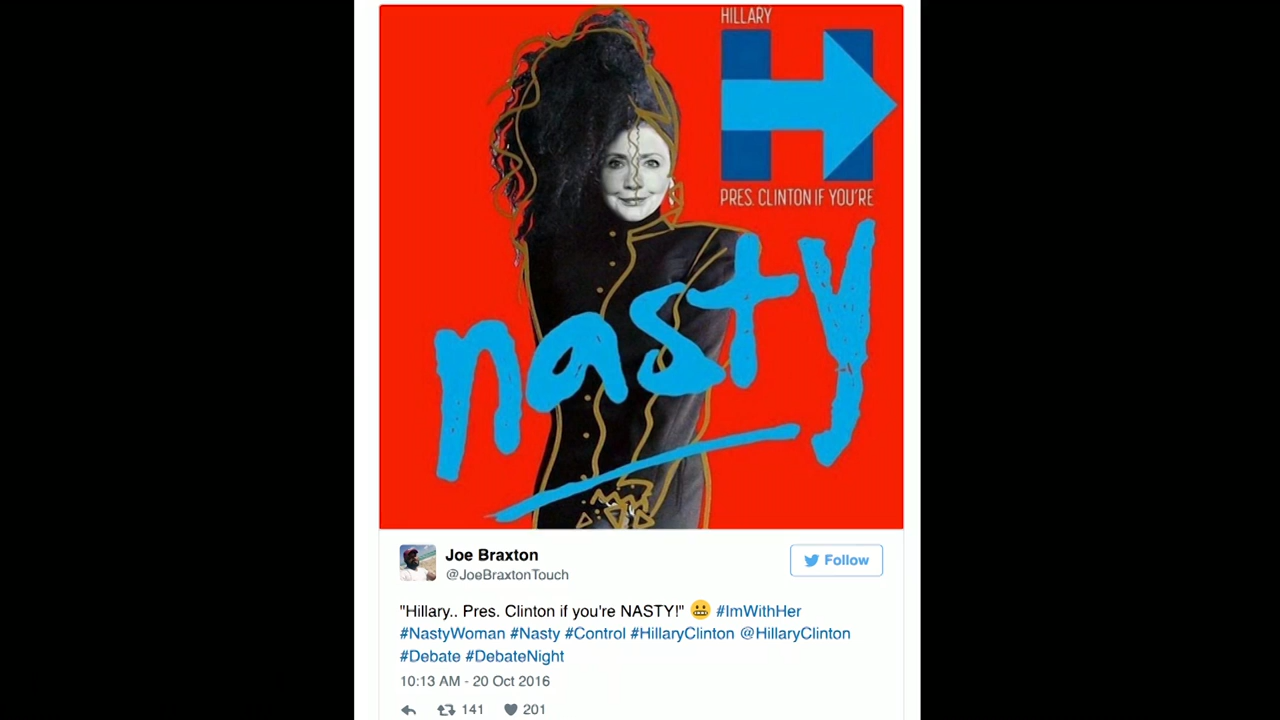 HILLARY
H
PRES. CLINTON IF YOU'RE
nasty
Joe Braxton
@JoeBraxtonTouch
Follow
"Hillary.. Pres. Clinton if you're NASTY!" 😬 #ImWithHer
#NastyWoman #Nasty #Control #HillaryClinton @HillaryClinton
#Debate #DebateNight
10:13 AM - 20 Oct 2016
141 201